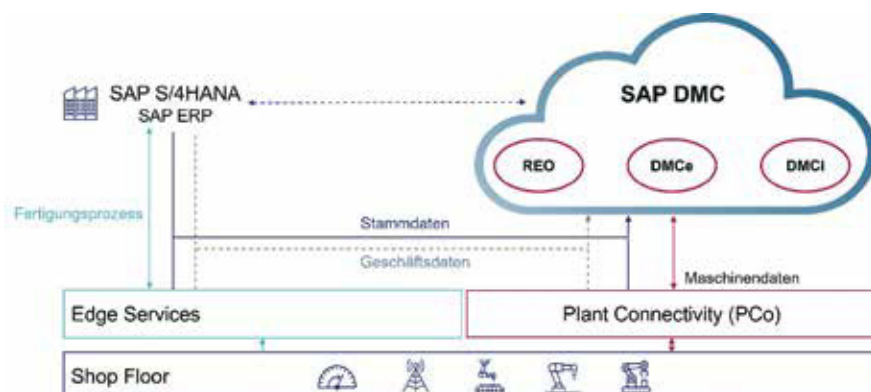 SAP S/4HANA
SAP ERP
SAP DMC
REO
DMCe
DMCi
Fertigungsprozess
Stammdaten
Geschäftsdaten
Maschinendaten
Edge Services
Plant Connectivity (PCo)
Shop Floor